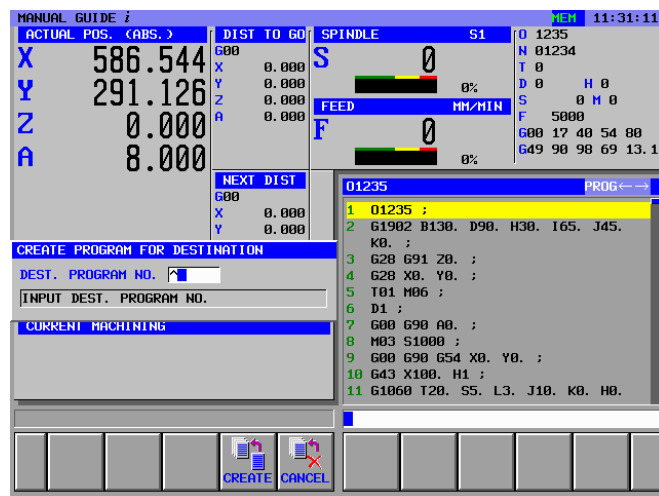 MANUAL GUIDE i MEM 11:31:11
ACTUAL POS. (ABS.)
X 586.544
Y 291.126
Z 0.000
A 8.000
DIST TO GO
G00
X 0.000
Y 0.000
Z 0.000
A 0.000
SPINDLE S1
S 0
0%
FEED MM/MIN
F 0
0%
O 1235
N 01234
T 0
D 0 H 0
S 0 M 0
F 5000
G00 17 40 54 80
G49 90 98 69 13.1
NEXT DIST
G00
X 0.000
Y 0.000
CREATE PROGRAM FOR DESTINATION
DEST. PROGRAM NO. ^
INPUT DEST. PROGRAM NO.
CURRENT MACHINING
O1235 PROG←→
1 O1235 ;
2 G1902 B130. D90. H30. I65. J45.
K0. ;
3 G28 G91 Z0. ;
4 G28 X0. Y0. ;
5 T01 M06 ;
6 D1 ;
7 G00 G90 A0. ;
8 M03 S1000 ;
9 G00 G90 G54 X0. Y0. ;
10 G43 X100. H1 ;
11 G1060 T20. S5. L3. J10. K0. H0.
CREATE CANCEL